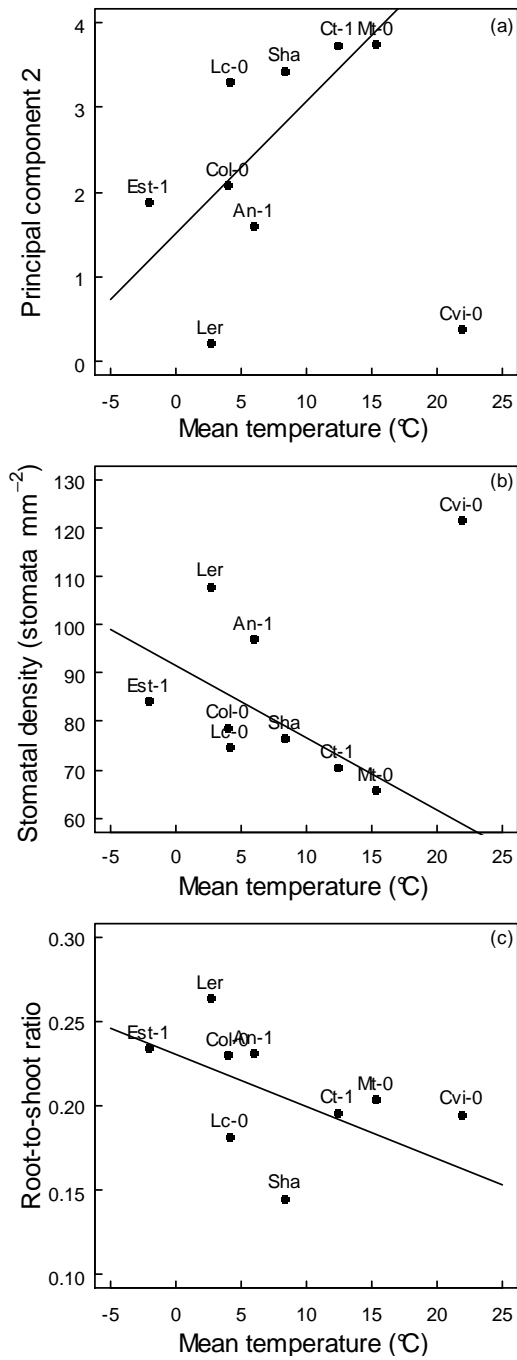 (a)
Principal component 2
4
3
2
1
0
Ct-1 Mt-0
Sha
Lc-0
Col-0
Est-1
An-1
Ler
Cvi-0
-5 0 5 10 15 20 25
Mean temperature (°C)
(b)
Stomatal density (stomata mm−2)
130
120
110
100
90
80
70
60
Cvi-0
Ler
An-1
Est-1
Col-0
Sha
Lc-0
Ct-1
Mt-0
-5 0 5 10 15 20 25
Mean temperature (°C)
(c)
Root-to-shoot ratio
0.30
0.25
0.20
0.15
0.10
Ler
Est-1
Col-0
An-1
Lc-0
Ct-1
Mt-0
Cvi-0
Sha
-5 0 5 10 15 20 25
Mean temperature (°C)